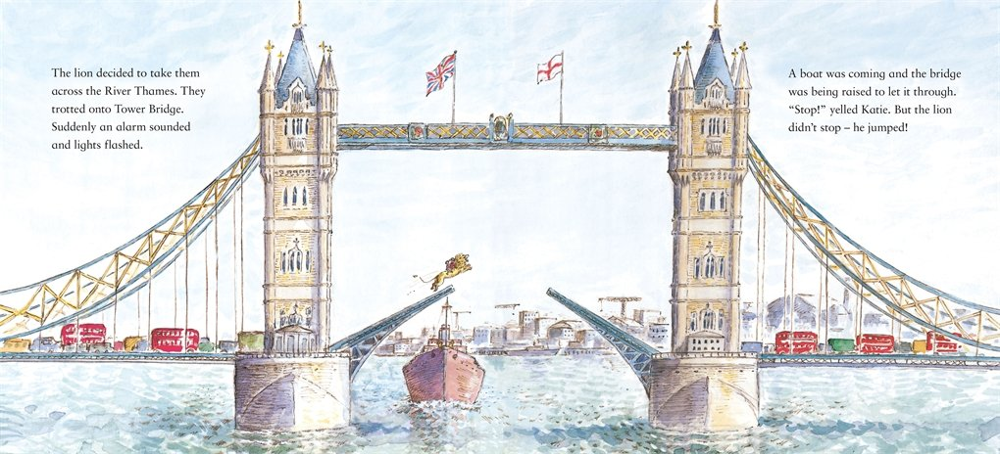 The lion decided to take them
across the River Thames. They
trotted onto Tower Bridge.
Suddenly an alarm sounded
and lights flashed.
A boat was coming and the bridge
was being raised to let it through.
“Stop!” yelled Katie. But the lion
didn’t stop – he jumped!